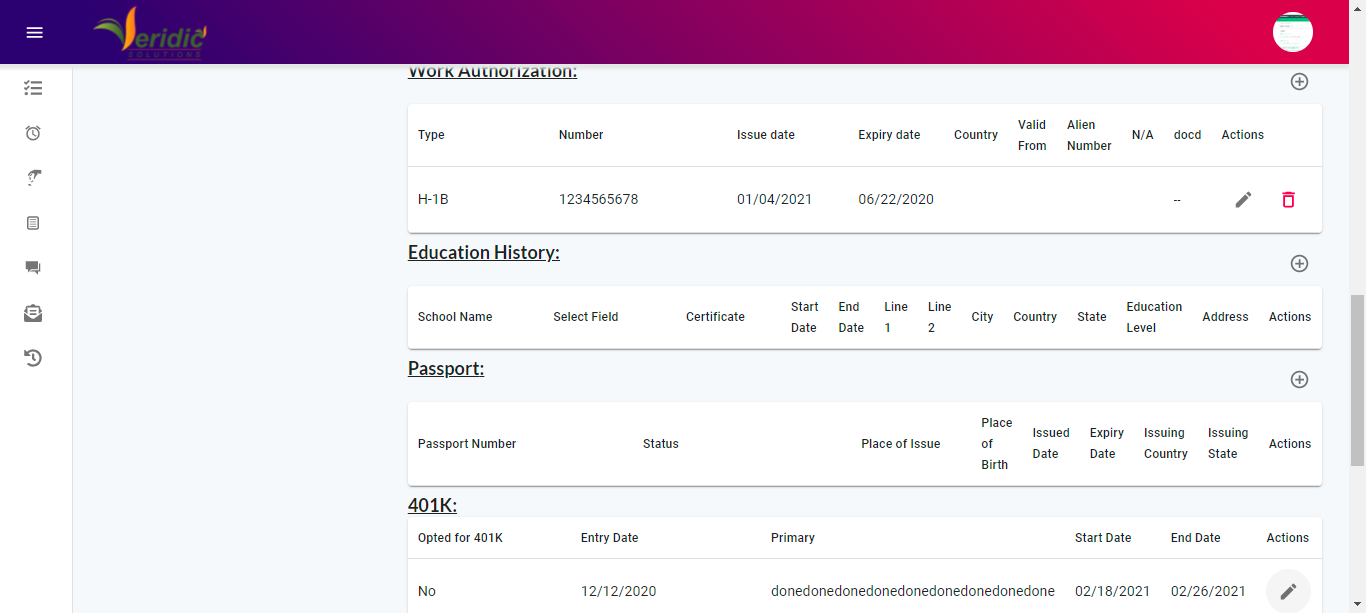 Veridic
SOLUTIONS
Work Authorization:
Type Number Issue date Expiry date Country Valid From Alien Number N/A docd Actions
H-1B 1234565678 01/04/2021 06/22/2020 --
Education History:
School Name Select Field Certificate Start Date End Date Line 1 Line 2 City Country State Education Level Address Actions
Passport:
Passport Number Status Place of Issue Place of Birth Issued Date Expiry Date Issuing Country Issuing State Actions
401K:
Opted for 401K Entry Date Primary Start Date End Date Actions
No 12/12/2020 donedonedonedonedonedonedonedonedone 02/18/2021 02/26/2021